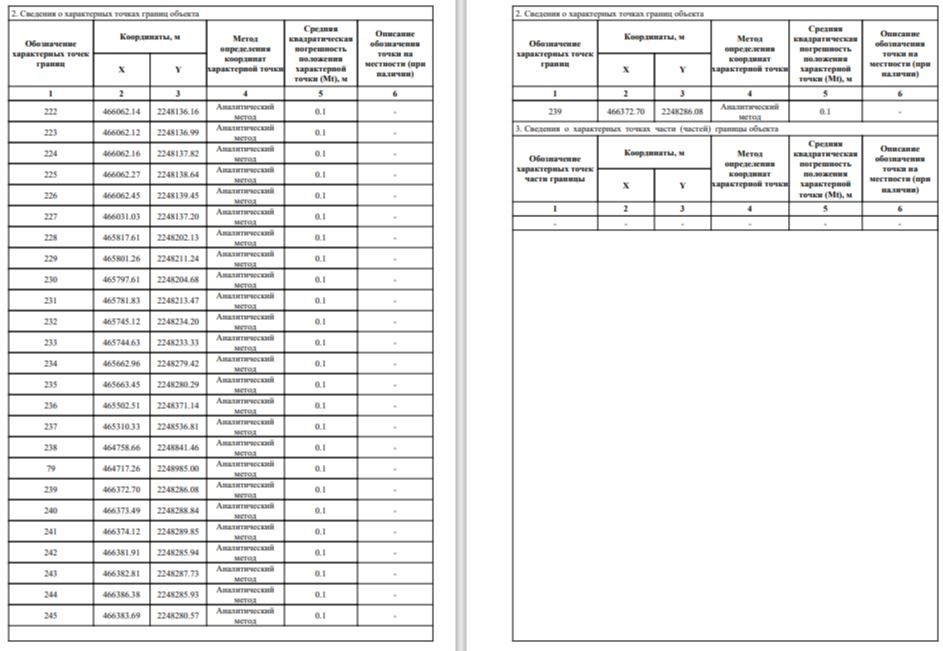 2. Сведения о характерных точках границ объекта
Обозначение характерных точек границ
Координаты, м
Метод определения координат характерной точки
Средняя квадратическая погрешность положения характерной точки (Mt), м
Описание обозначения точки на местности (при наличии)
X Y
1 2 3 4 5 6
222 466062.14 2248136.16 Аналитический метод 0.1 -
223 466062.12 2248136.99 Аналитический метод 0.1 -
224 466062.16 2248137.82 Аналитический метод 0.1 -
225 466062.27 2248138.64 Аналитический метод 0.1 -
226 466062.45 2248139.45 Аналитический метод 0.1 -
227 466031.03 2248137.20 Аналитический метод 0.1 -
228 465817.61 2248202.13 Аналитический метод 0.1 -
229 465801.26 2248211.24 Аналитический метод 0.1 -
230 465797.61 2248204.68 Аналитический метод 0.1 -
231 465781.83 2248213.47 Аналитический метод 0.1 -
232 465745.12 2248234.20 Аналитический метод 0.1 -
233 465744.63 2248233.33 Аналитический метод 0.1 -
234 465662.96 2248279.42 Аналитический метод 0.1 -
235 465663.45 2248280.29 Аналитический метод 0.1 -
236 465502.51 2248371.14 Аналитический метод 0.1 -
237 465310.33 2248536.81 Аналитический метод 0.1 -
238 464758.66 2248841.46 Аналитический метод 0.1 -
79 464717.26 2248985.00 Аналитический метод 0.1 -
239 466372.70 2248286.08 Аналитический метод 0.1 -
240 466373.49 2248288.84 Аналитический метод 0.1 -
241 466374.12 2248289.85 Аналитический метод 0.1 -
242 466381.91 2248285.94 Аналитический метод 0.1 -
243 466382.81 2248287.73 Аналитический метод 0.1 -
244 466386.38 2248285.93 Аналитический метод 0.1 -
245 466383.69 2248280.57 Аналитический метод 0.1 -
2. Сведения о характерных точках границ объекта
Обозначение характерных точек границ
Координаты, м
Метод определения координат характерной точки
Средняя квадратическая погрешность положения характерной точки (Mt), м
Описание обозначения точки на местности (при наличии)
X Y
1 2 3 4 5 6
239 466372.70 2248286.08 Аналитический метод 0.1 -
3. Сведения о характерных точках части (частей) границы объекта
Обозначение характерных точек части границы
Координаты, м
Метод определения координат характерной точки
Средняя квадратическая погрешность положения характерной точки (Mt), м
Описание обозначения точки на местности (при наличии)
X Y
1 2 3 4 5 6
- - - - - -